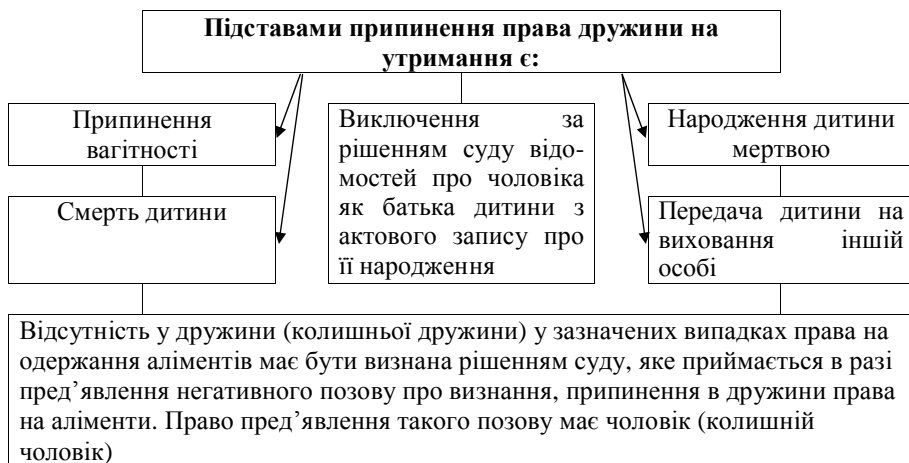 Підставами припинення права дружини на
утримання є:
Припинення
вагітності
Виключення за
рішенням суду відо-
мостей про чоловіка
як батька дитини з
актового запису про
її народження
Народження дитини
мертвою
Смерть дитини
Передача дитини на
виховання іншій
особі
Відсутність у дружини (колишньої дружини) у зазначених випадках права на
одержання аліментів має бути визнана рішенням суду, яке приймається в разі
пред’явлення негативного позову про визнання, припинення в дружини права
на аліменти. Право пред’явлення такого позову має чоловік (колишній
чоловік)